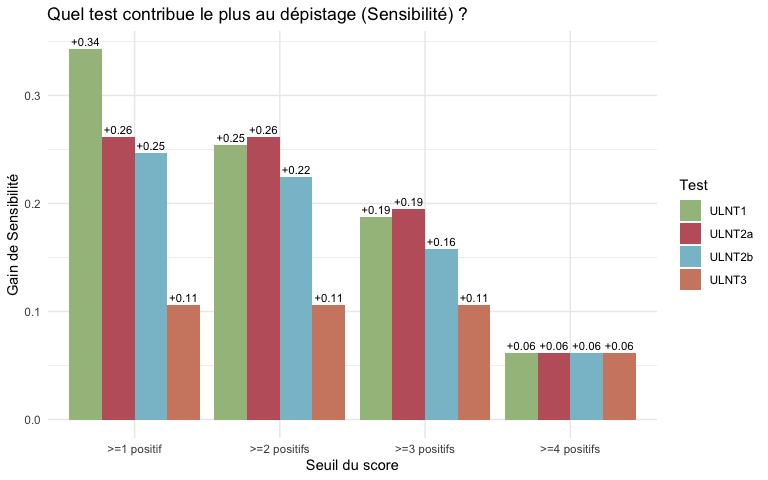 Quel test contribue le plus au dépistage (Sensibilité) ?
Gain de Sensibilité
0.3
0.2
0.1
0.0
+0.34
+0.26
+0.25
+0.11
+0.25
+0.26
+0.22
+0.11
+0.19
+0.19
+0.16
+0.11
+0.06
+0.06
+0.06
+0.06
>=1 positif
>=2 positifs
>=3 positifs
>=4 positifs
Seuil du score
Test
ULNT1
ULNT2a
ULNT2b
ULNT3